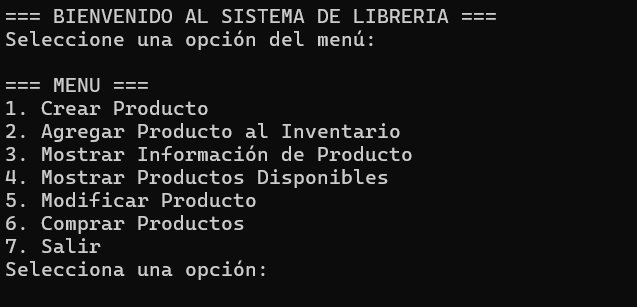 === BIENVENIDO AL SISTEMA DE LIBRERIA ===
Seleccione una opción del menú:

=== MENU ===
1. Crear Producto
2. Agregar Producto al Inventario
3. Mostrar Información de Producto
4. Mostrar Productos Disponibles
5. Modificar Producto
6. Comprar Productos
7. Salir
Selecciona una opción: